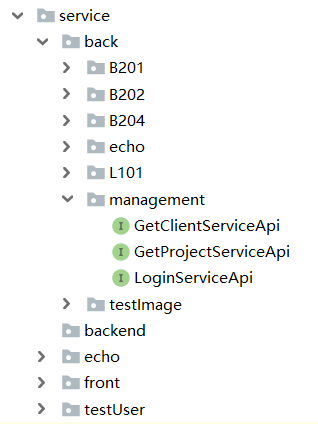 service
back
B201
B202
B204
echo
L101
management
I GetClientServiceApi
I GetProjectServiceApi
I LoginServiceApi
testImage
backend
echo
front
testUser